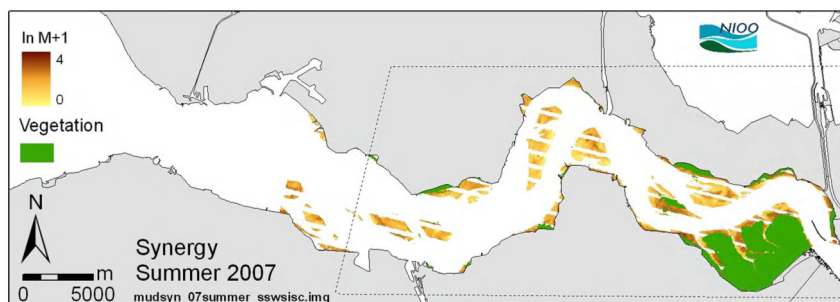 ln M+1
4
0
Vegetation
N
0 5000 m
Synergy
Summer 2007
mudsyn_07summer_sswsisc.img
NIOO